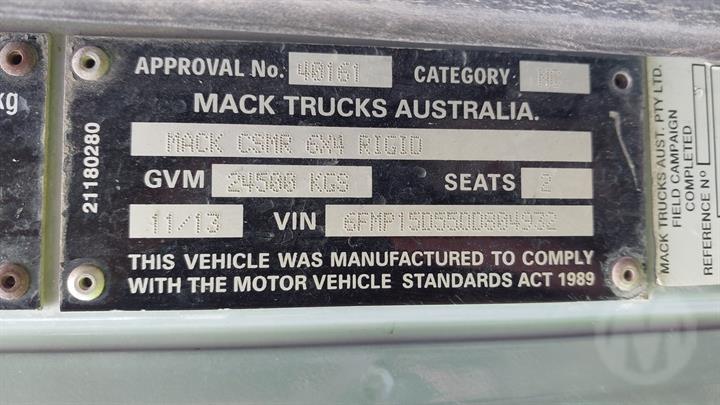 kg
21180280
APPROVAL No. 40161 CATEGORY NC
MACK TRUCKS AUSTRALIA.
MACK CSMR 6X4 RIGID
GVM 24500 KGS SEATS 2
11/13 VIN
THIS VEHICLE WAS MANUFACTURED TO COMPLY
WITH THE MOTOR VEHICLE STANDARDS ACT 1989
MACK TRUCKS AUST. PTY LTD.
FIELD CAMPAIGN
COMPLETED
REFERENCE No